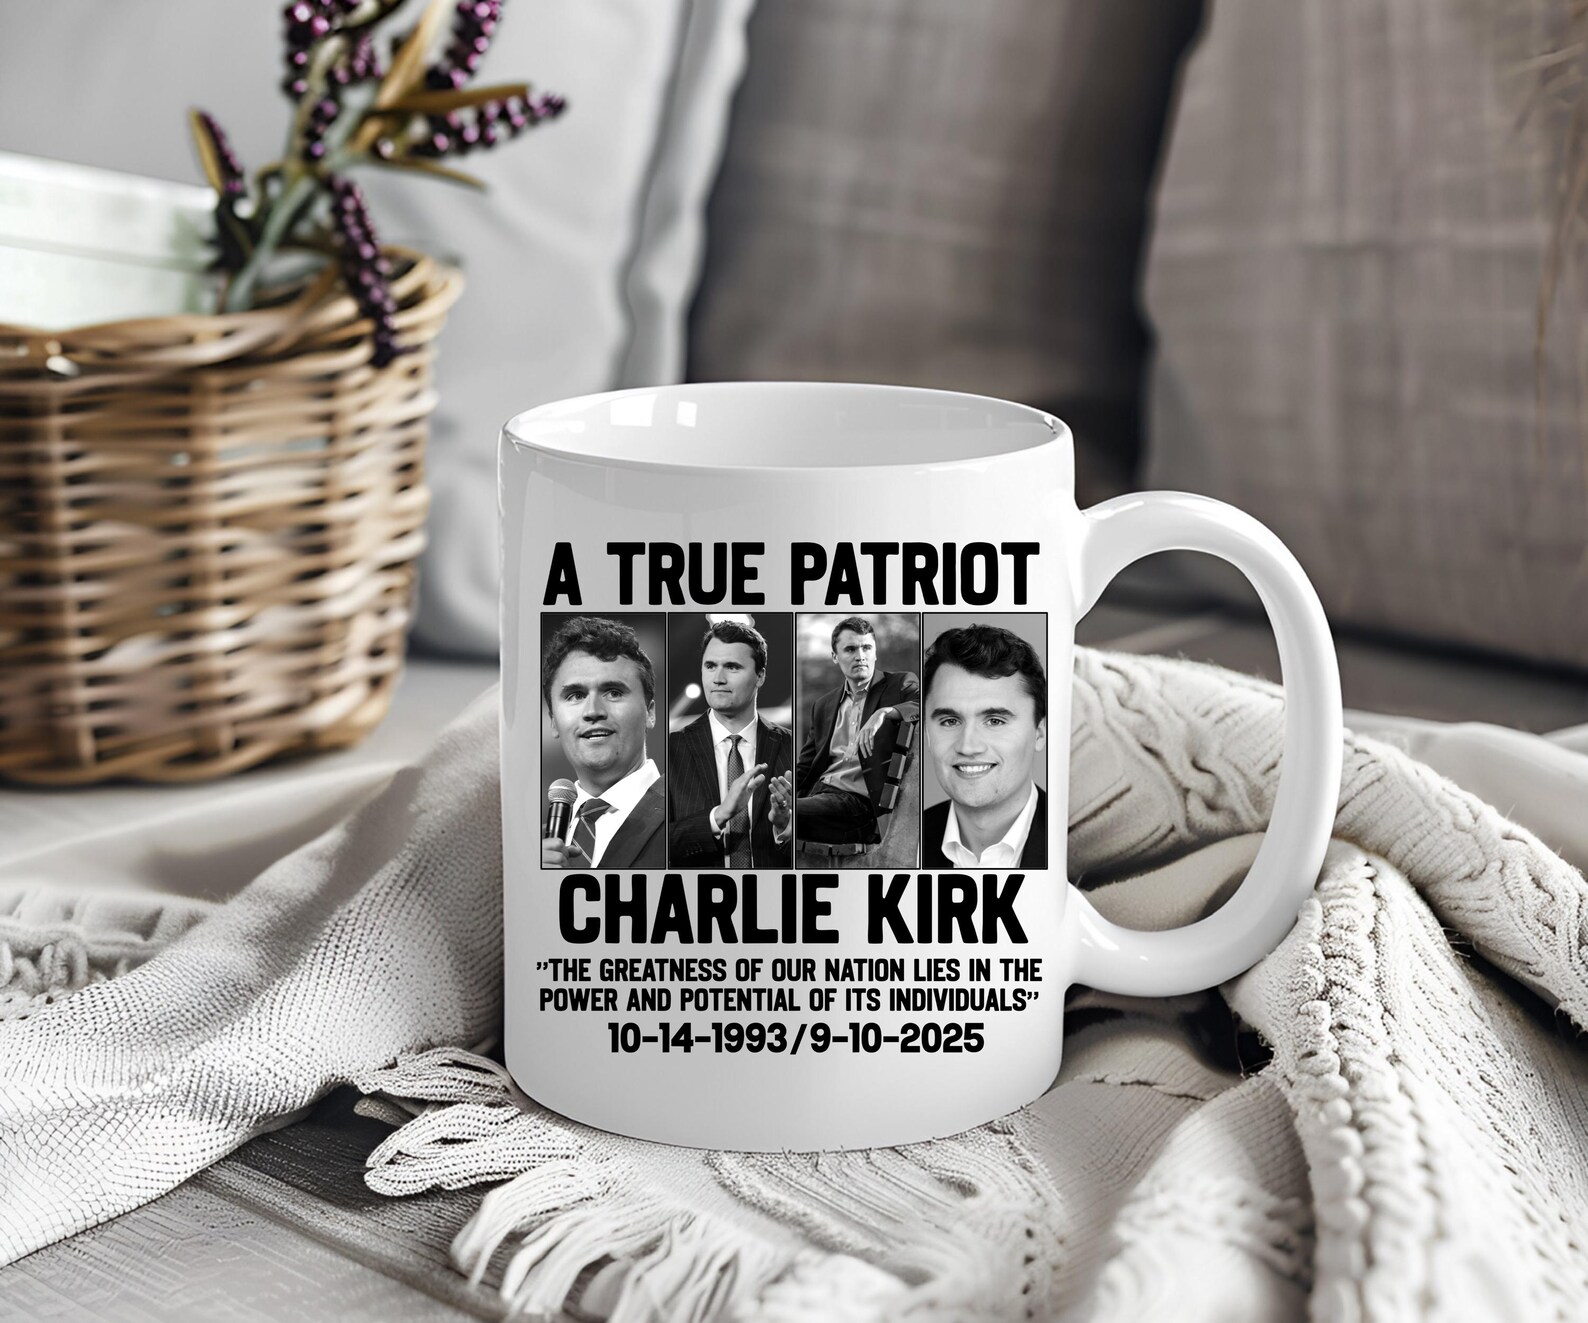 A TRUE PATRIOT
CHARLIE KIRK
"THE GREATNESS OF OUR NATION LIES IN THE
POWER AND POTENTIAL OF ITS INDIVIDUALS"
10-14-1993/9-10-2025